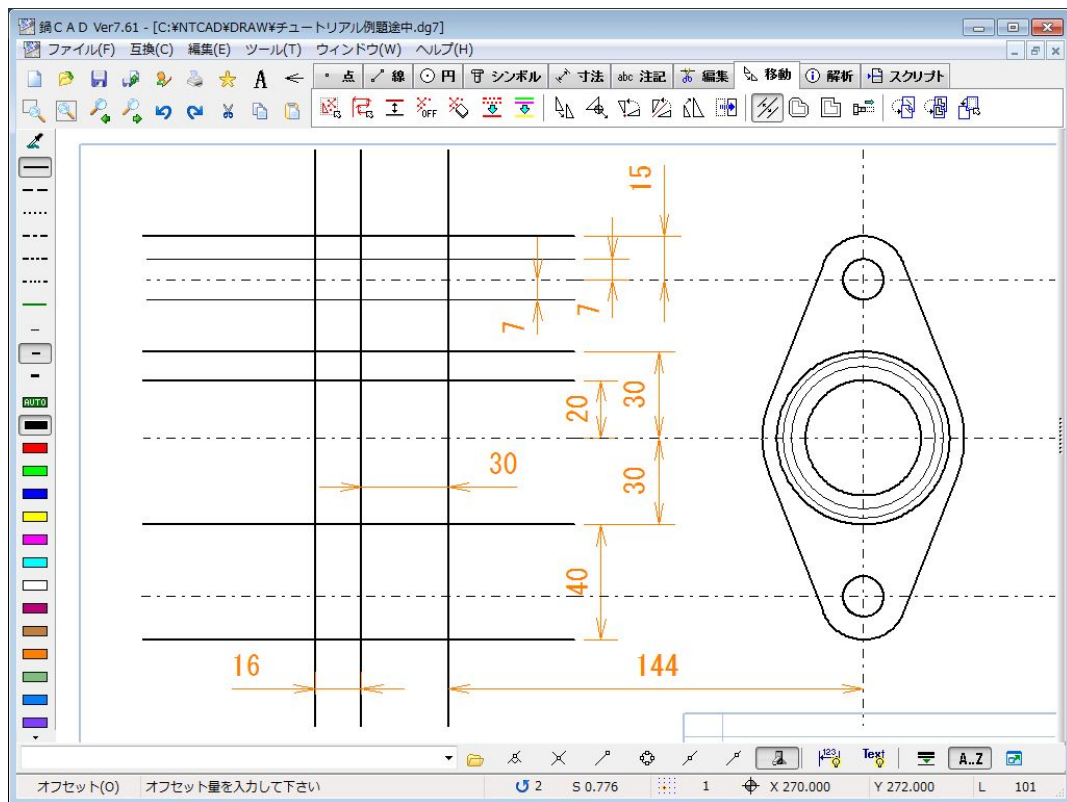 鍋CAD Ver7.61 - [C:¥NTCAD¥DRAW¥チュートリアル例題途中.dg7]
ファイル(F) 互換(C) 編集(E) ツール(T) ウィンドウ(W) ヘルプ(H)
点 線 円 シンボル 寸法 abc 注記 編集 移動 解析 スクリプト
OFF
AUTO
15
7
7
30
20
30
30
40
16
144
123 Text A..Z
オフセット(O) オフセット量を入力して下さい 2 S 0.776 1 X 270.000 Y 272.000 L 101